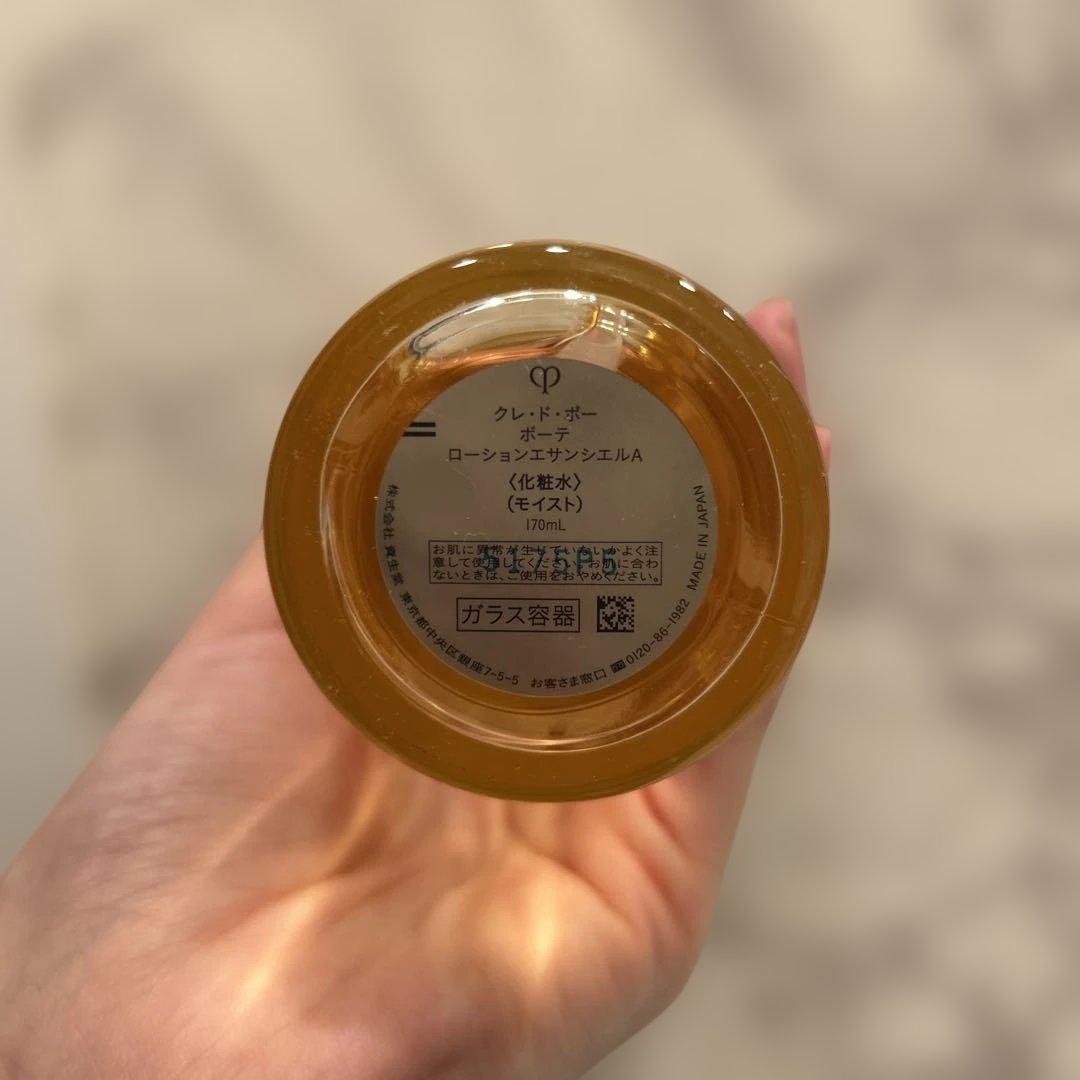 クレ・ド・ポー
ボーテ
ローションエサンシエルA
〈化粧水〉
(モイスト)
170mL
お肌に異常が生じていないかよく注
意して使用してください。お肌に合わ
ないときは、ご使用をおやめください。
ガラス容器
株式会社 資生堂 東京都中央区銀座7-5-5 お客さま窓口 0120-86-1982 MADE IN JAPAN